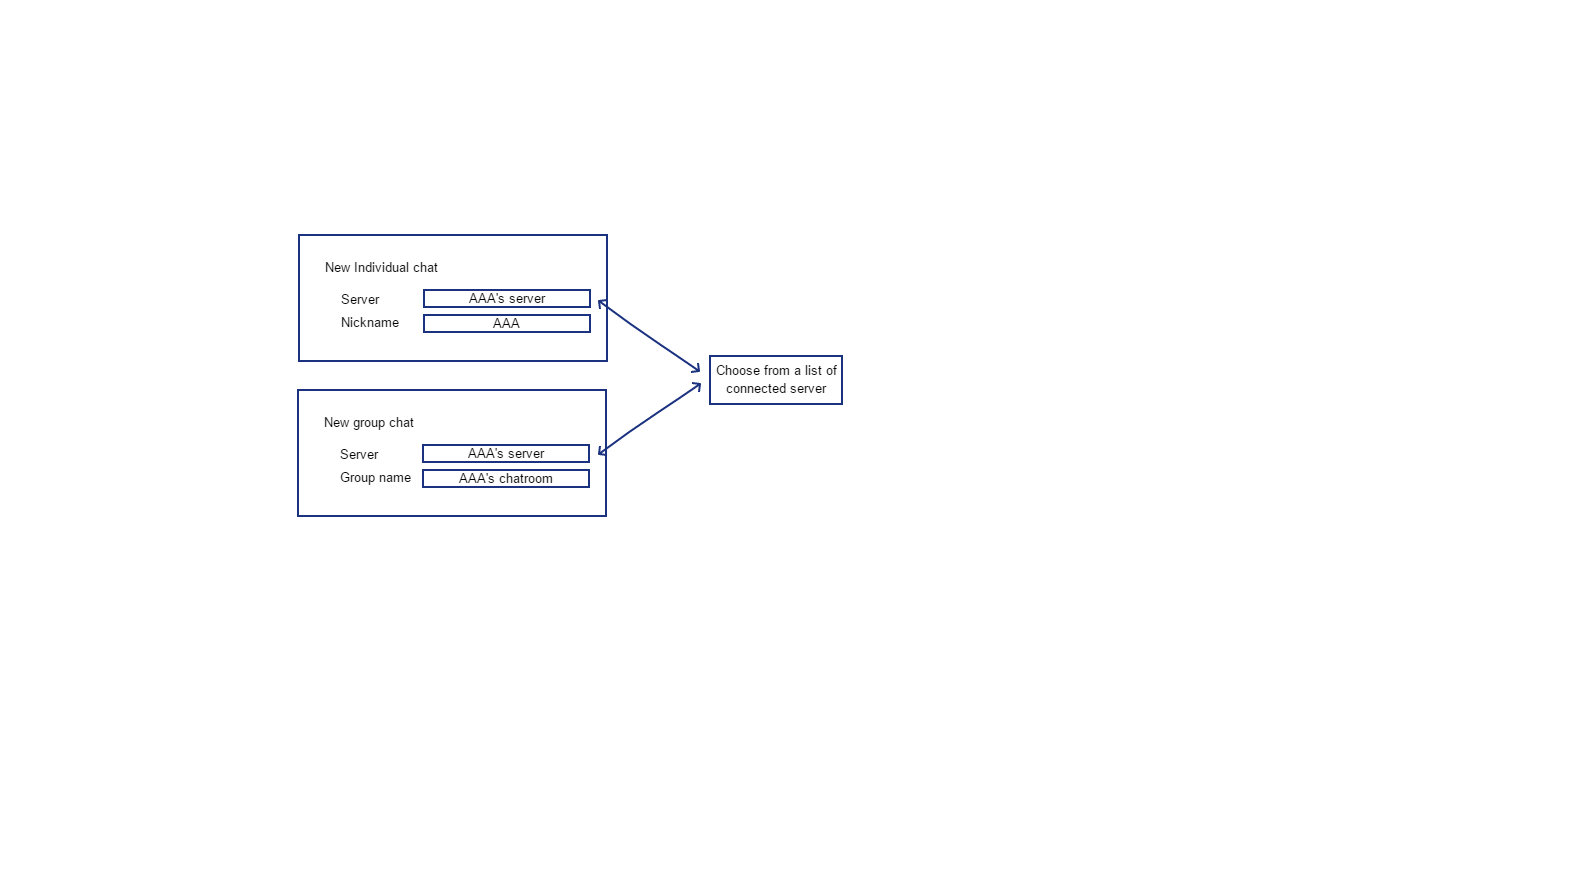 New Individual chat
Server AAA's server
Nickname AAA
Choose from a list of
connected server
New group chat
Server AAA's server
Group name AAA's chatroom